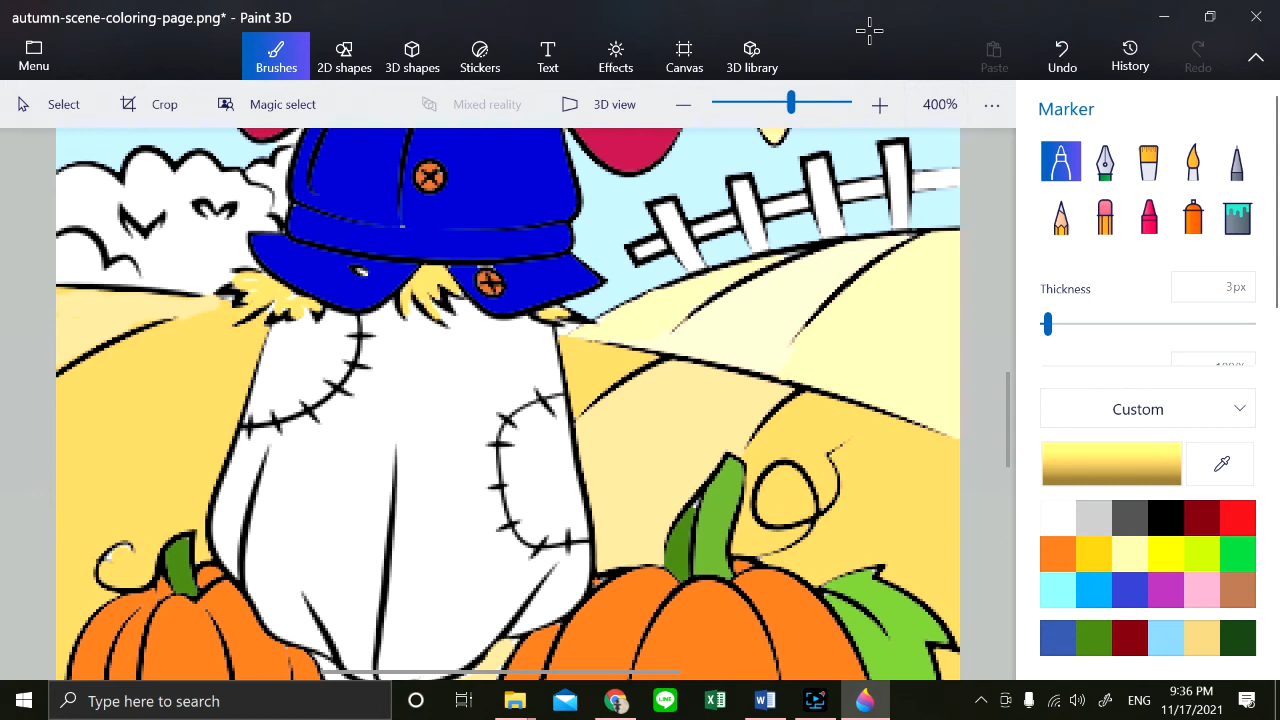 autumn-scene-coloring-page.png* - Paint 3D
Menu
Brushes
2D shapes
3D shapes
Stickers
Text
Effects
Canvas
3D library
Paste
Undo
History
Redo
Select
Crop
Magic select
Mixed reality
3D view
400%
Marker
Thickness
3px
100%
Custom
Type here to search
ENG
9:36 PM
11/17/2021